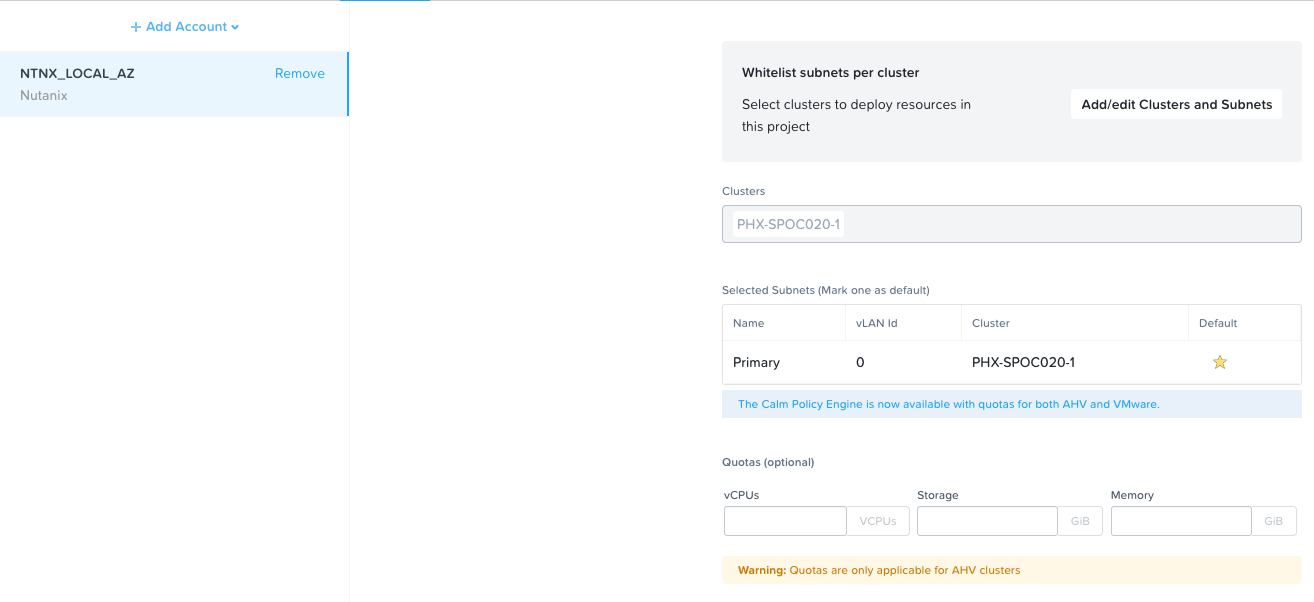 + Add Account
NTNX_LOCAL_AZ
Remove
Nutanix
Whitelist subnets per cluster
Select clusters to deploy resources in
this project
Add/edit Clusters and Subnets
Clusters
PHX-SPOC020-1
Selected Subnets (Mark one as default)
Name vLAN Id Cluster Default
Primary 0 PHX-SPOC020-1
The Calm Policy Engine is now available with quotas for both AHV and VMware.
Quotas (optional)
vCPUs Storage Memory
VCPUs GiB GiB
Warning: Quotas are only applicable for AHV clusters